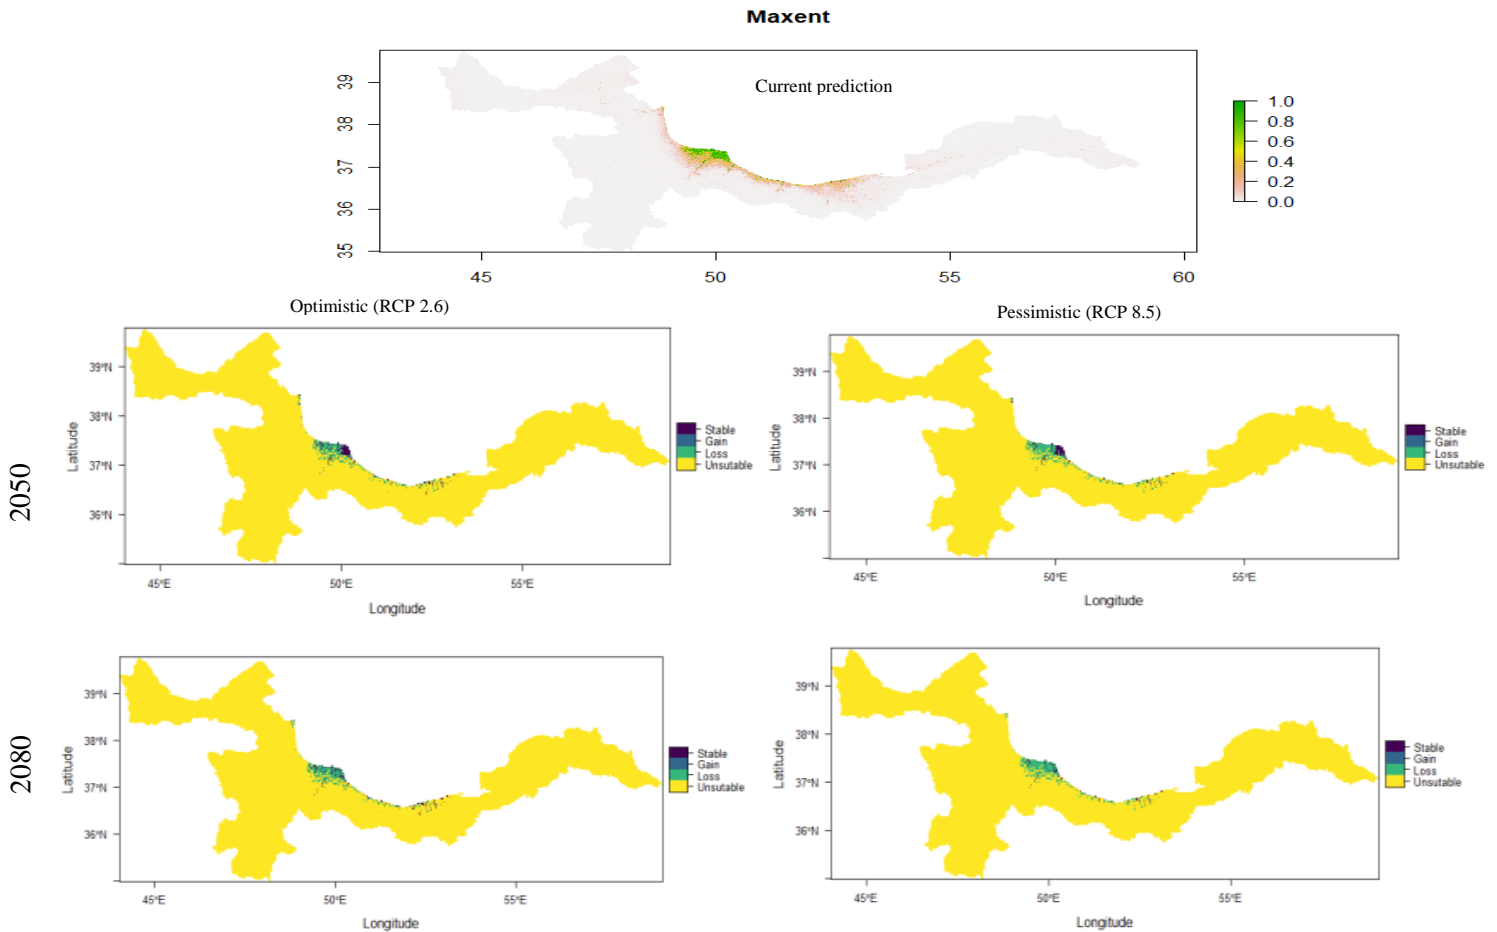 Maxent
Current prediction
39
38
37
36
35
45
50
55
60
1.0
0.8
0.6
0.4
0.2
0.0
Optimistic (RCP 2.6)
Pessimistic (RCP 8.5)
2050
Latitude
39°N
38°N
37°N
36°N
45°E
50°E
55°E
Longitude
Stable
Gain
Loss
Unsutable
Latitude
39°N
38°N
37°N
36°N
45°E
50°E
55°E
Longitude
Stable
Gain
Loss
Unsutable
2080
Latitude
39°N
38°N
37°N
36°N
45°E
50°E
55°E
Longitude
Stable
Gain
Loss
Unsutable
Latitude
39°N
38°N
37°N
36°N
45°E
50°E
55°E
Longitude
Stable
Gain
Loss
Unsutable